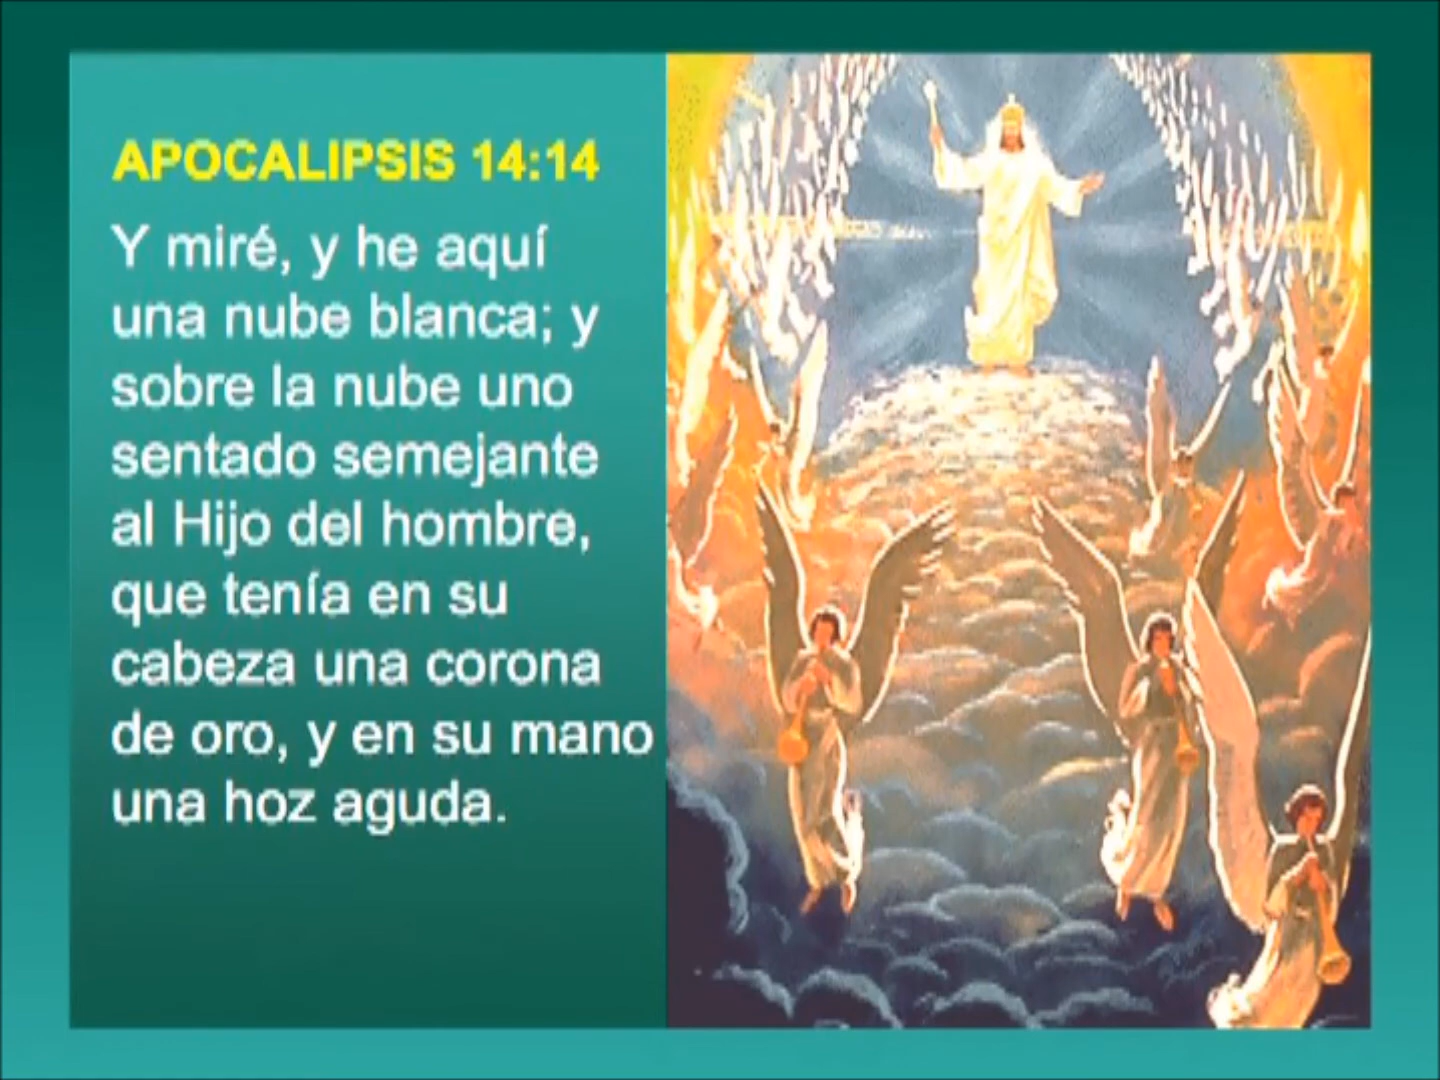 APOCALIPSIS 14:14
Y miré, y he aquí
una nube blanca; y
sobre la nube uno
sentado semejante
al Hijo del hombre,
que tenía en su
cabeza una corona
de oro, y en su mano
una hoz aguda.